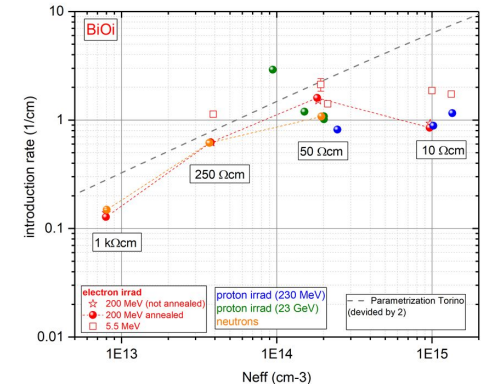 BiOi
introduction rate (1/cm)
10
1
0.1
0.01
1 kΩcm
250 Ωcm
50 Ωcm
10 Ωcm
electron irrad
200 MeV (not annealed)
200 MeV annealed
5.5 MeV
proton irrad (230 MeV)
proton irrad (23 GeV)
neutrons
Parametrization Torino
(devided by 2)
1E13
1E14
1E15
Neff (cm-3)